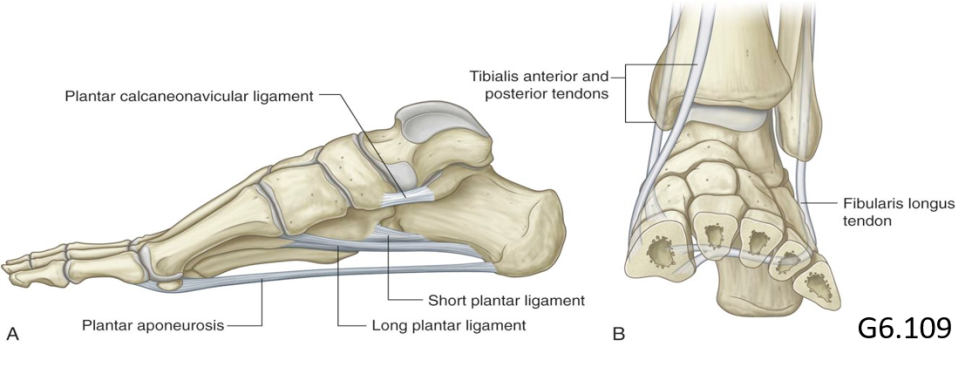 Plantar calcaneonavicular ligament
Short plantar ligament
Plantar aponeurosis
Long plantar ligament
A
Tibialis anterior and
posterior tendons
Fibularis longus
tendon
B
G6.109